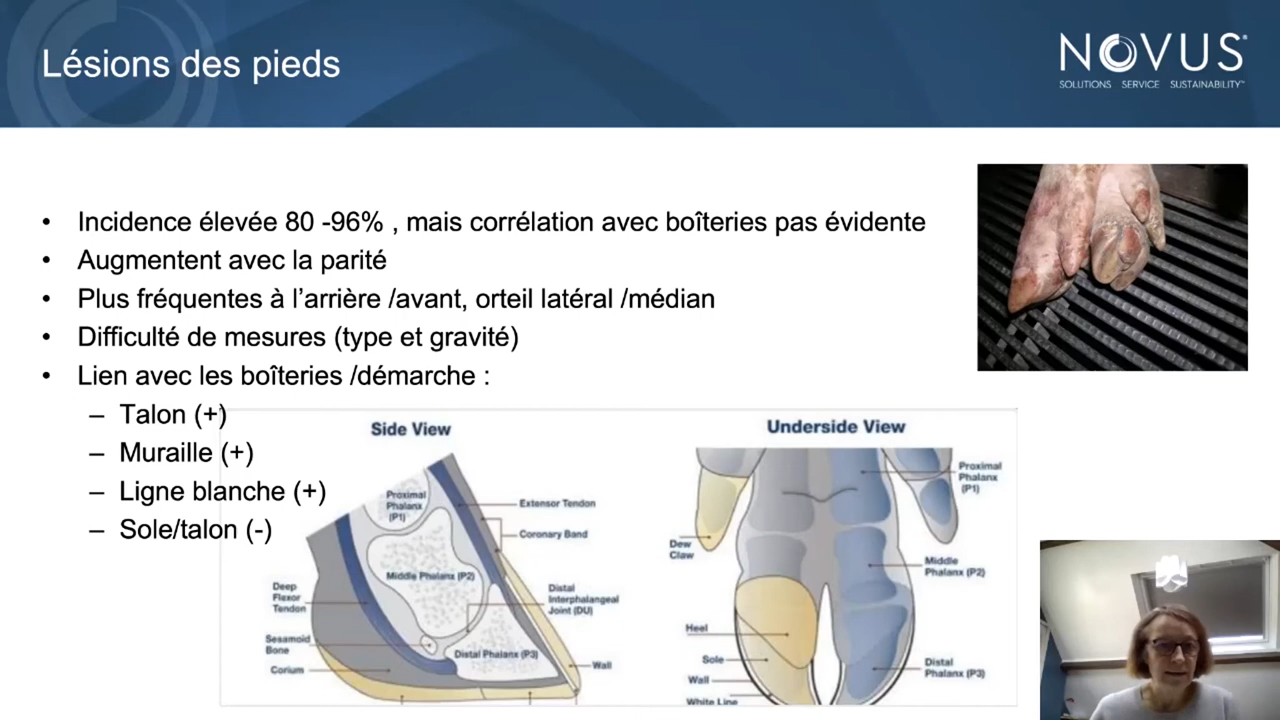 Lésions des pieds
NOVUS®
SOLUTIONS SERVICE SUSTAINABILITY™
• Incidence élevée 80 -96% , mais corrélation avec boîteries pas évidente
• Augmentent avec la parité
• Plus fréquentes à l’arrière /avant, orteil latéral /médian
• Difficulté de mesures (type et gravité)
• Lien avec les boîteries /démarche :
– Talon (+)
– Muraille (+)
– Ligne blanche (+)
– Sole/talon (-)
Side View
Proximal
Phalanx
(P1)
Extensor Tendon
Coronary Band
Middle Phalanx (P2)
Deep
Flexor
Tendon
Distal
Interphalangeal
Joint (DIJ)
Sesamoid
Bone
Distal Phalanx (P3)
Corium
Wall
Underside View
Proximal
Phalanx
(P1)
Dew
Claw
Middle
Phalanx (P2)
Heel
Sole
Distal
Phalanx (P3)
Wall
White Line